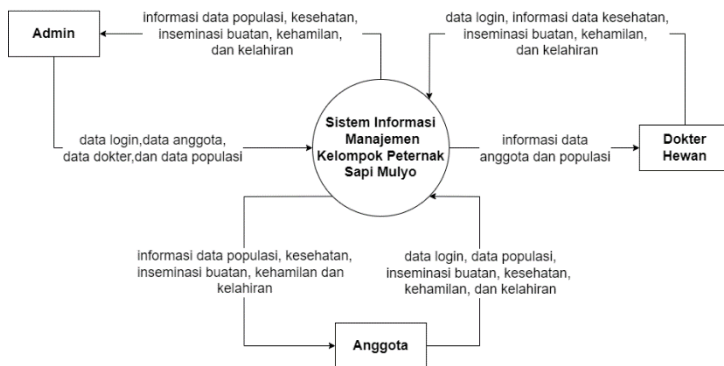 informasi data populasi, kesehatan,
inseminasi buatan, kehamilan,
dan kelahiran
data login, informasi data kesehatan,
inseminasi buatan, kehamilan,
dan kelahiran
Admin
data login,data anggota,
data dokter,dan data populasi
Sistem Informasi
Manajemen
Kelompok Peternak
Sapi Mulyo
informasi data
anggota dan populasi
Dokter
Hewan
informasi data populasi, kesehatan,
inseminasi buatan, kehamilan dan
kelahiran
data login, data populasi,
inseminasi buatan, kesehatan,
kehamilan, dan kelahiran
Anggota